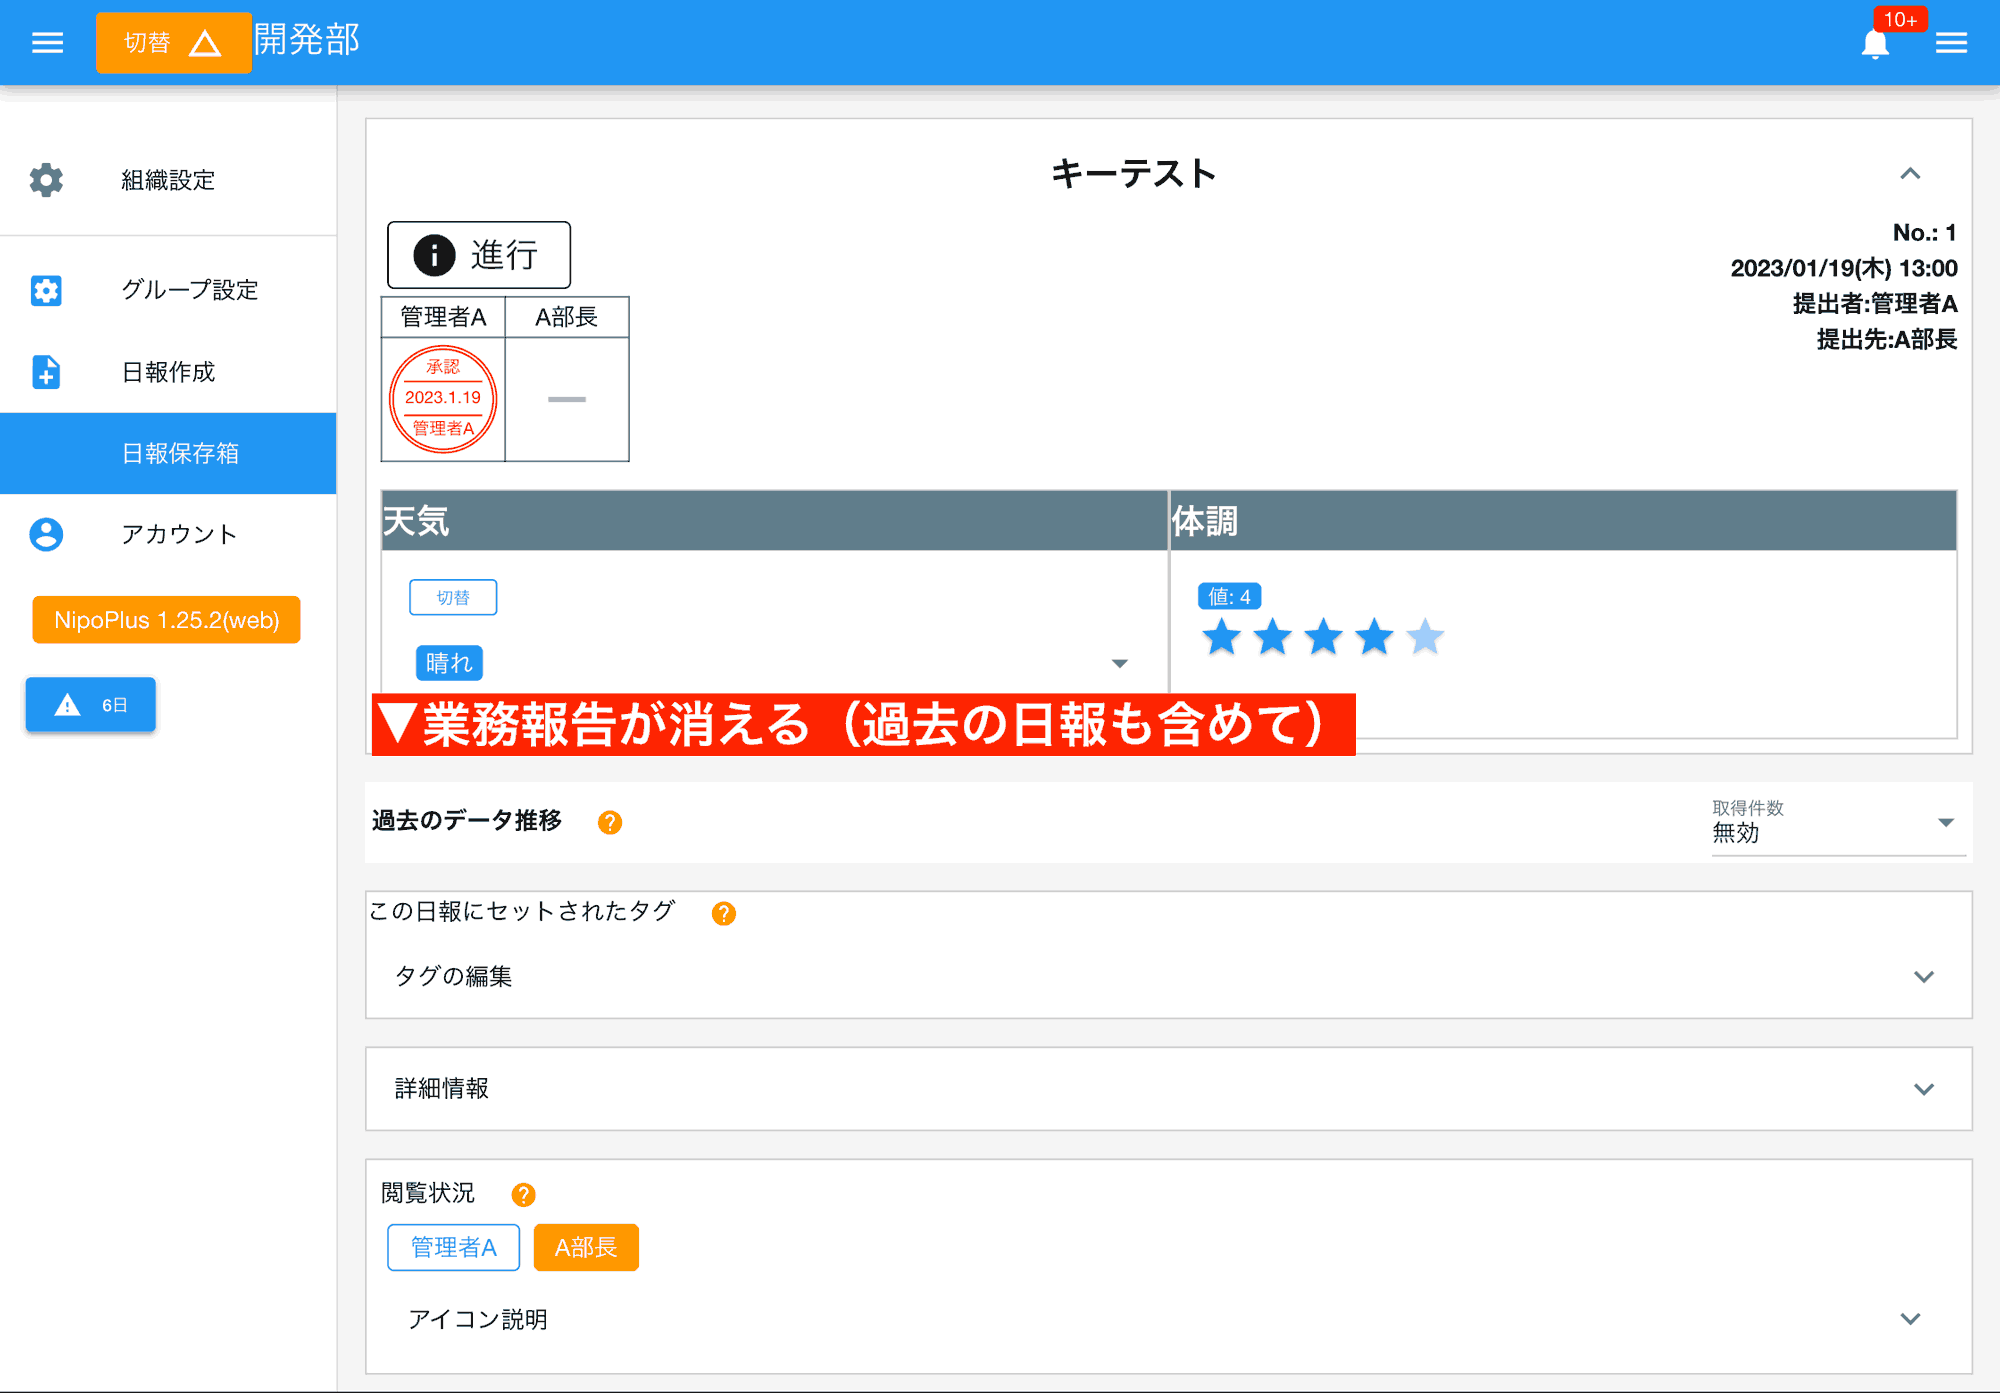 切替 開発部
10+
組織設定
グループ設定
日報作成
日報保存箱
アカウント
NipoPlus 1.25.2(web)
6日
キーテスト
進行
No.: 1
2023/01/19(木) 13:00
提出者:管理者A
提出先:A部長
管理者A A部長
承認
2023.1.19
管理者A
天気 体調
切替
晴れ
値: 4
▼業務報告が消える（過去の日報も含めて）
過去のデータ推移 ?
取得件数
無効
この日報にセットされたタグ ?
タグの編集
詳細情報
閲覧状況 ?
管理者A A部長
アイコン説明